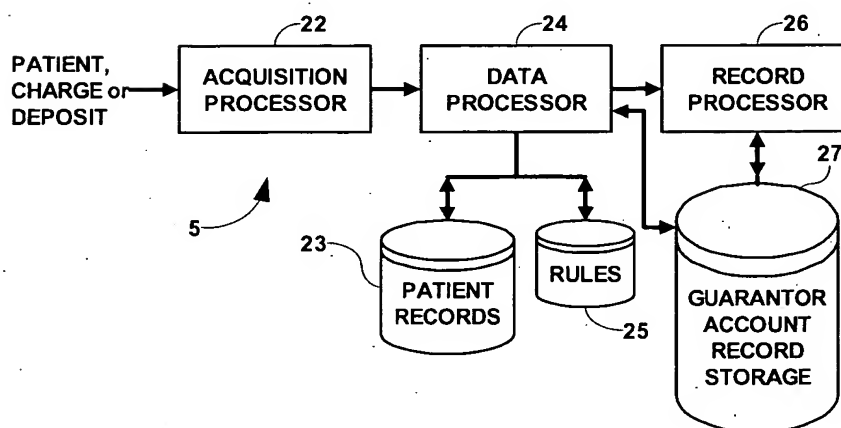 22
24
26
PATIENT,
CHARGE or
DEPOSIT
ACQUISITION
PROCESSOR
DATA
PROCESSOR
RECORD
PROCESSOR
27
5
23
PATIENT
RECORDS
RULES
25
GUARANTOR
ACCOUNT
RECORD
STORAGE